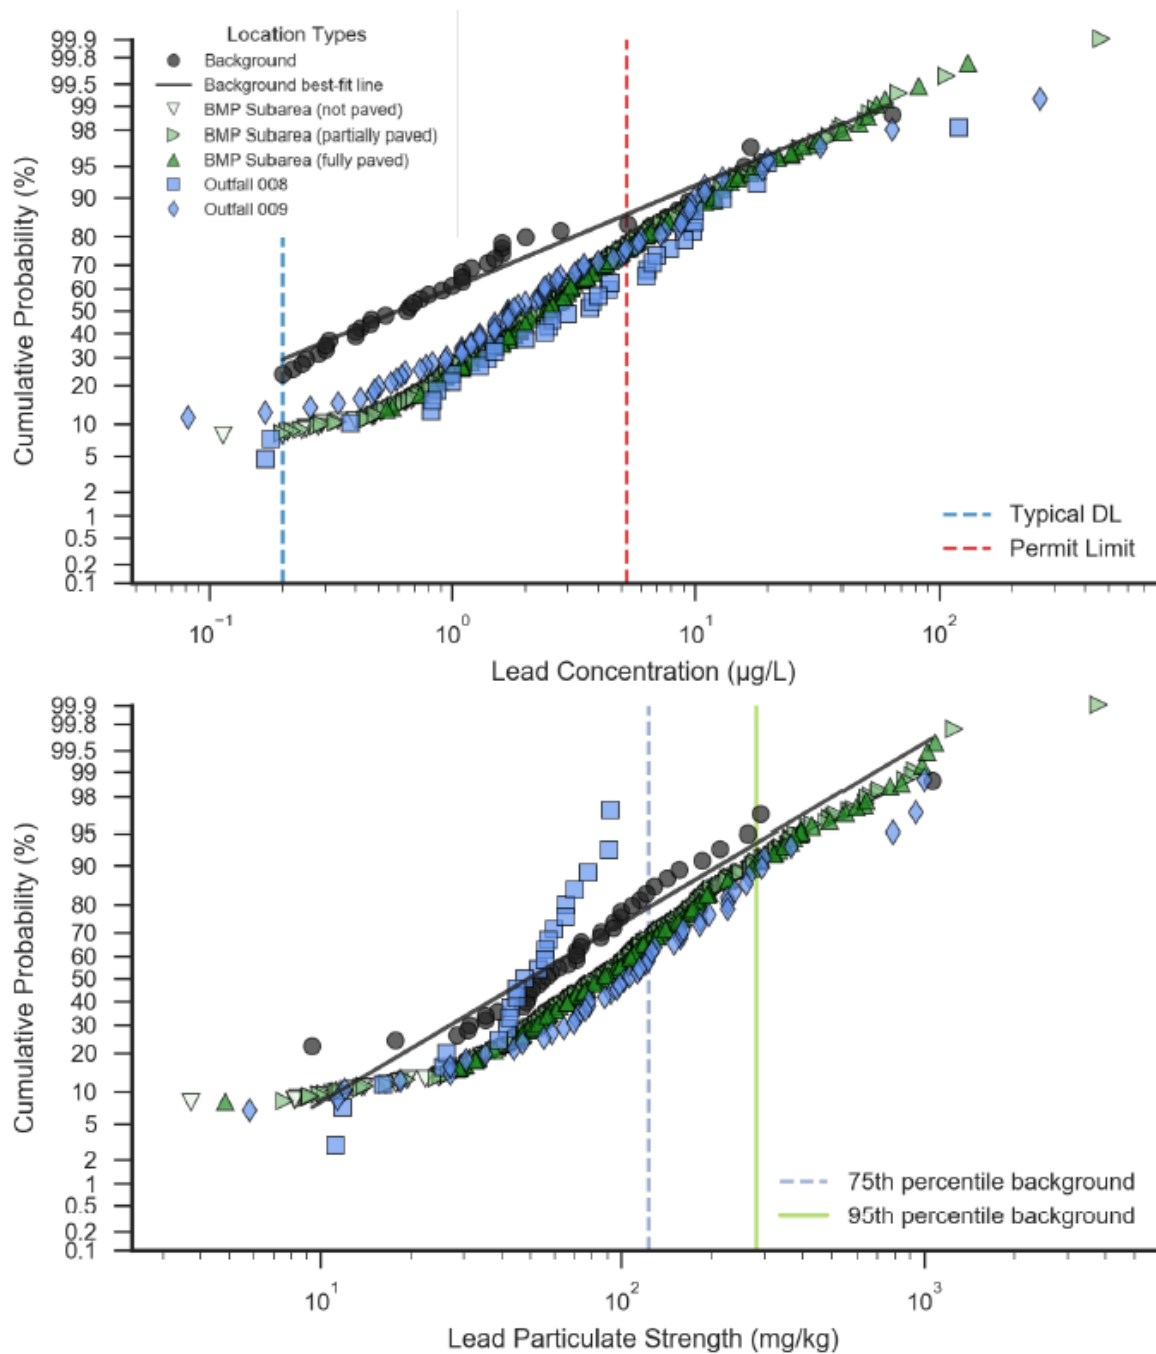 Location Types
Background
Background best-fit line
BMP Subarea (not paved)
BMP Subarea (partially paved)
BMP Subarea (fully paved)
Outfall 008
Outfall 009
Cumulative Probability (%)
99.9
99.8
99.5
99
98
95
90
80
70
60
50
40
30
20
10
5
2
1
0.5
0.2
0.1
Typical DL
Permit Limit
10⁻¹ 10⁰ 10¹ 10²
Lead Concentration (µg/L)
Cumulative Probability (%)
99.9
99.8
99.5
99
98
95
90
80
70
60
50
40
30
20
10
5
2
1
0.5
0.2
0.1
75th percentile background
95th percentile background
10¹ 10² 10³
Lead Particulate Strength (mg/kg)